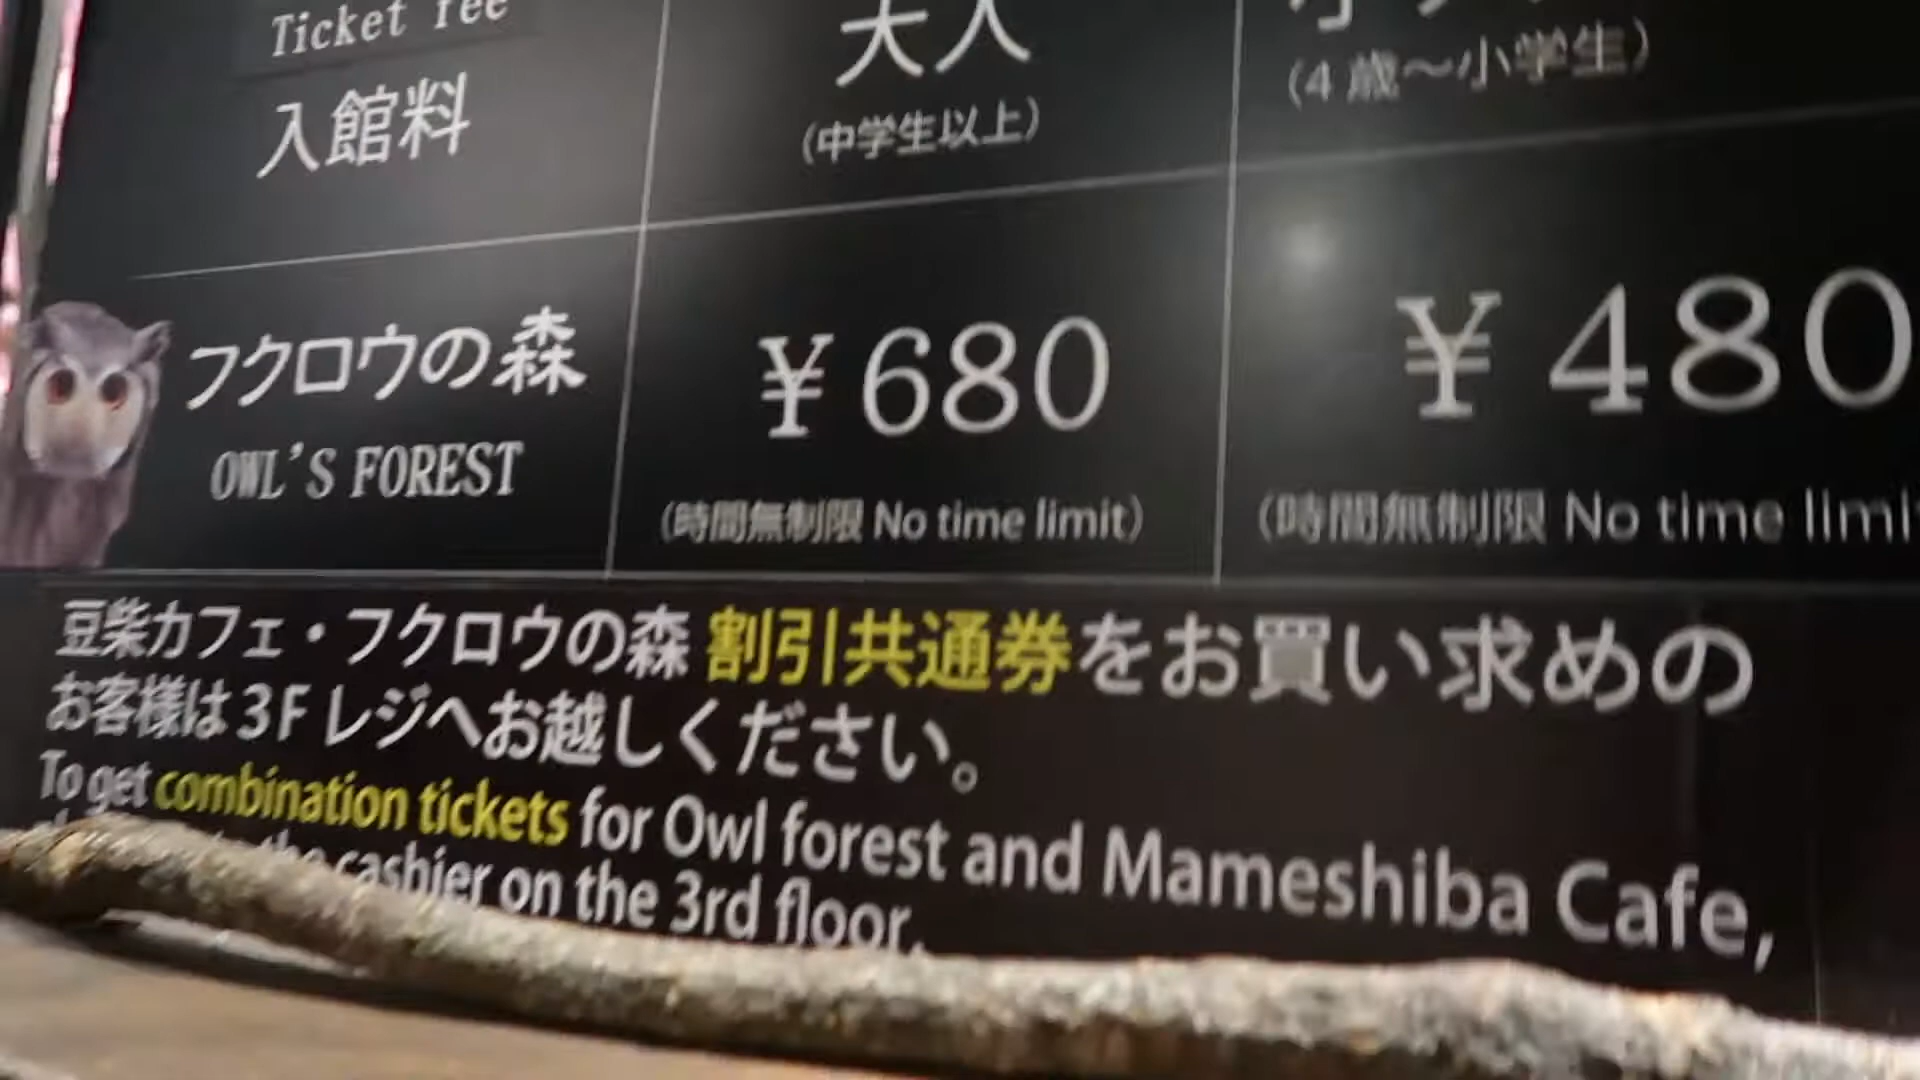 Ticket fee
入館料
大人
(中学生以上)
(4歳～小学生)
フクロウの森
OWL'S FOREST
¥680
(時間無制限 No time limit)
¥480
(時間無制限 No time limi
豆柴カフェ・フクロウの森 割引共通券をお買い求めの
お客様は3Fレジへお越しください。
To get combination tickets for Owl forest and Mameshiba Cafe,
the cashier on the 3rd floor.